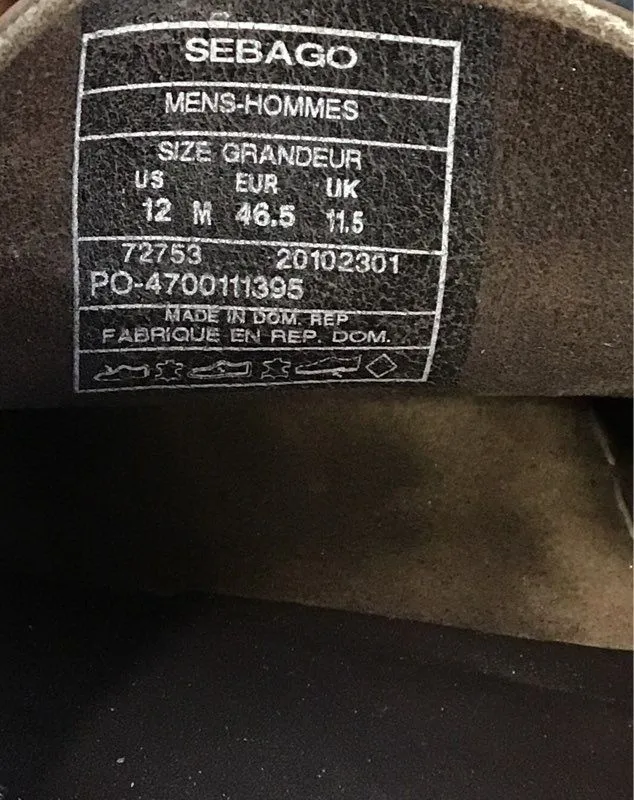 SEBAGO
MENS-HOMMES
SIZE GRANDEUR
US EUR UK
12 M 46.5 11.5
72753 20102301
PO-4700111395
MADE IN DOM. REP
FABRIQUE EN REP. DOM.